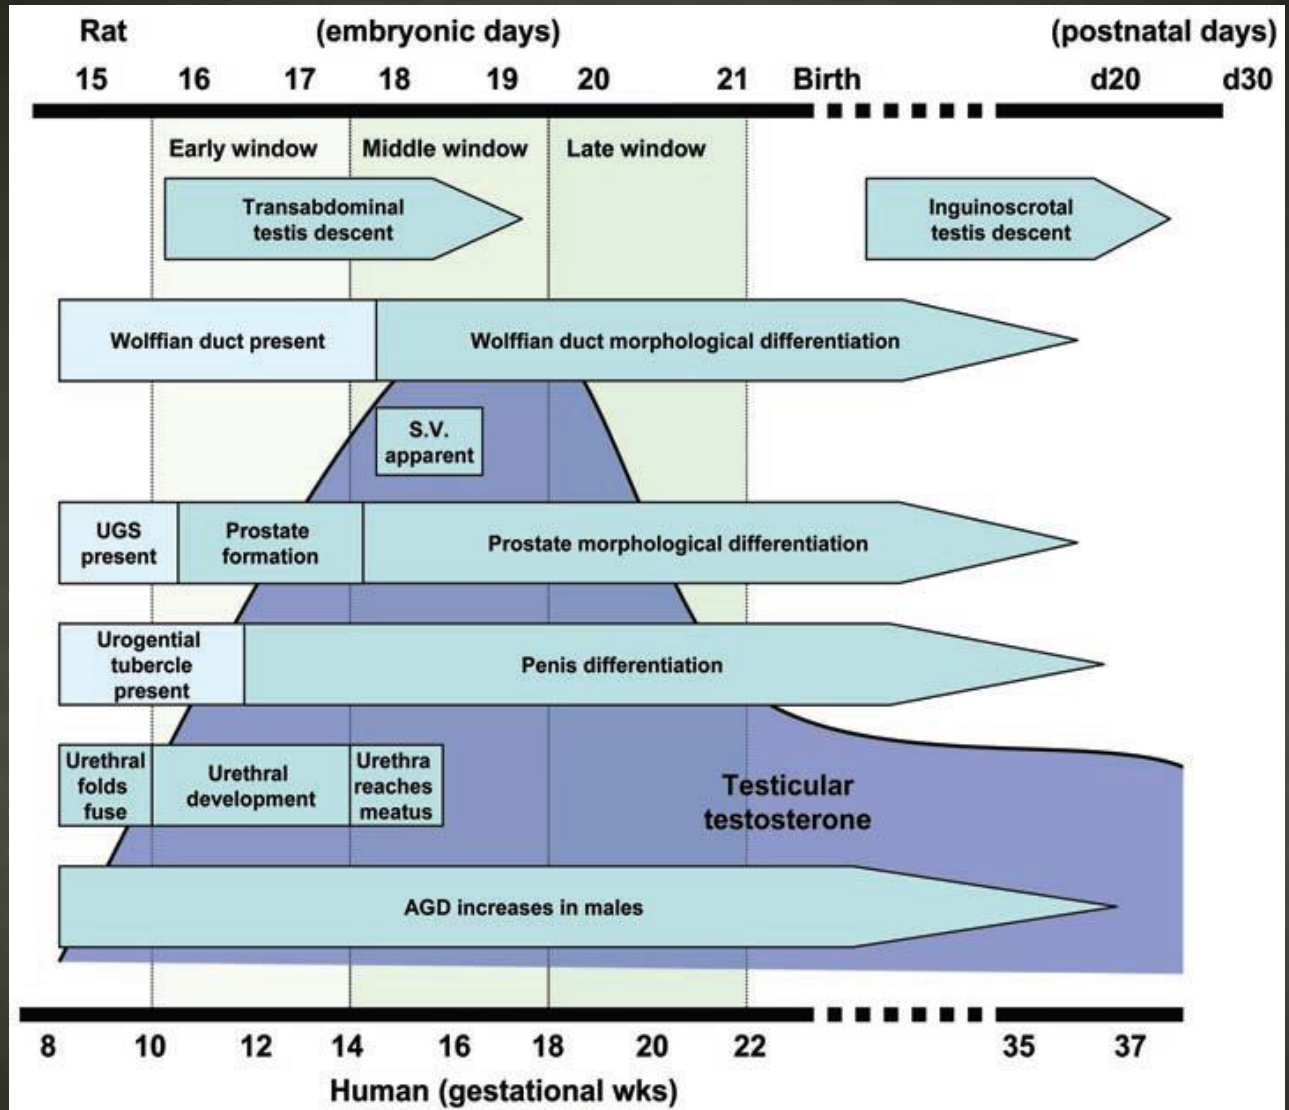 Rat (embryonic days) (postnatal days)
15 16 17 18 19 20 21 Birth d20 d30
Early window Middle window Late window
Transabdominal
testis descent
Inguinoscrotal
testis descent
Wolffian duct present
Wolffian duct morphological differentiation
S.V.
apparent
UGS
present
Prostate
formation
Prostate morphological differentiation
Urogential
tubercle
present
Penis differentiation
Urethral
folds
fuse
Urethral
development
Urethra
reaches
meatus
Testicular
testosterone
AGD increases in males
8 10 12 14 16 18 20 22 35 37
Human (gestational wks)